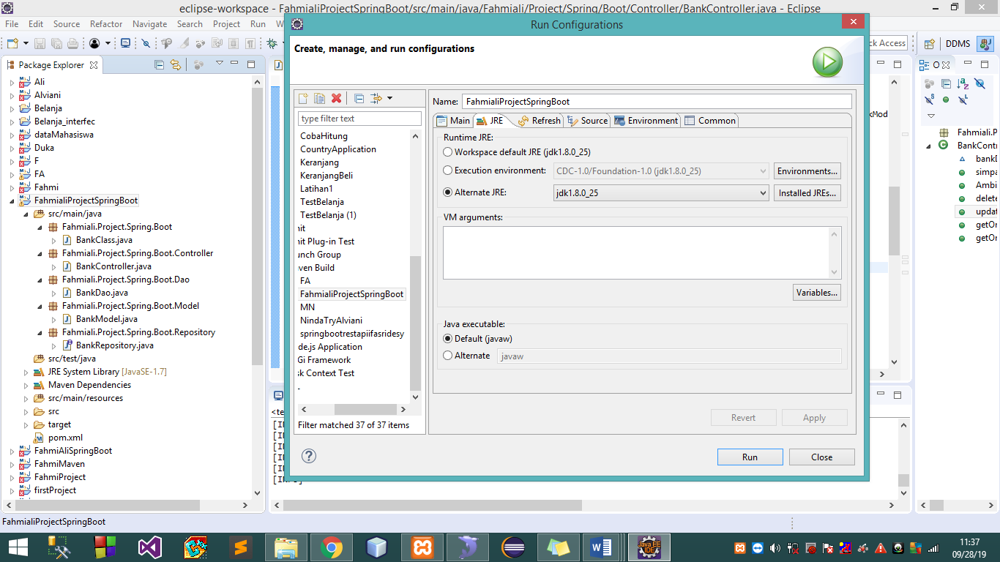 eclipse-workspace - FahmialiProjectSpringBoot/src/main/java/Fahmiali/Project/Spring/Boot/Controller/BankController.java - Eclipse
File Edit Source Refactor Navigate Search Project Run W
Run Configurations
Create, manage, and run configurations
ck Access
DDMS
Package Explorer
Ali
Alviani
Belanja
Belanja_interfec
dataMahasiswa
Duka
F
FA
Fahmi
FahmialiProjectSpringBoot
src/main/java
Fahmiali.Project.Spring.Boot
BankClass.java
Fahmiali.Project.Spring.Boot.Controller
BankController.java
Fahmiali.Project.Spring.Boot.Dao
BankDao.java
Fahmiali.Project.Spring.Boot.Model
BankModel.java
Fahmiali.Project.Spring.Boot.Repository
BankRepository.java
src/test/java
JRE System Library [JavaSE-1.7]
Maven Dependencies
src/main/resources
src
target
pom.xml
FahmiAliSpringBoot
FahmiMaven
FahmiProject
firstProject
FahmialiProjectSpringBoot
type filter text
CobaHitung
CountryApplication
Keranjang
KeranjangBeli
Latihan1
TestBelanja
TestBelanja (1)
nit
nit Plug-in Test
unch Group
ven Build
FA
FahmialiProjectSpringBoot
MN
NindaTryAlviani
springbootrestapiifasridesy
de.js Application
Gi Framework
sk Context Test
Filter matched 37 of 37 items
Name: FahmialiProjectSpringBoot
Main JRE Refresh Source Environment Common
Runtime JRE:
Workspace default JRE (jdk1.8.0_25)
Execution environment: CDC-1.0/Foundation-1.0 (jdk1.8.0_25) Environments...
Alternate JRE: jdk1.8.0_25 Installed JREs...
VM arguments:
Variables...
Java executable:
Default (javaw)
Alternate javaw
Revert Apply
Run Close
kMod
O
Fahmiali.P
BankContr
bankD
simpa
Ambi
delete
updat
getOr
getOr
<te
[I
[I
[I
[I
[I
[INFO]
Java EE
IDE
11:37
09/28/19